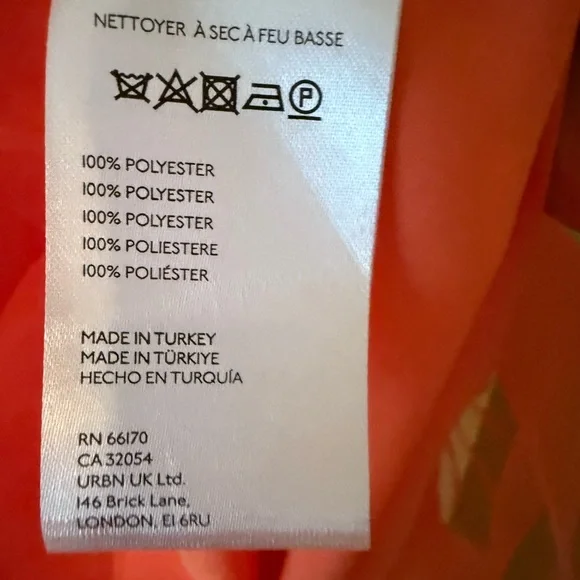 NETTOYER À SEC À FEU BASSE
P
100% POLYESTER
100% POLYESTER
100% POLYESTER
100% POLIESTERE
100% POLIÉSTER
MADE IN TURKEY
MADE IN TÜRKIYE
HECHO EN TURQUÍA
RN 66170
CA 32054
URBN UK Ltd.
146 Brick Lane,
LONDON, E1 6RU